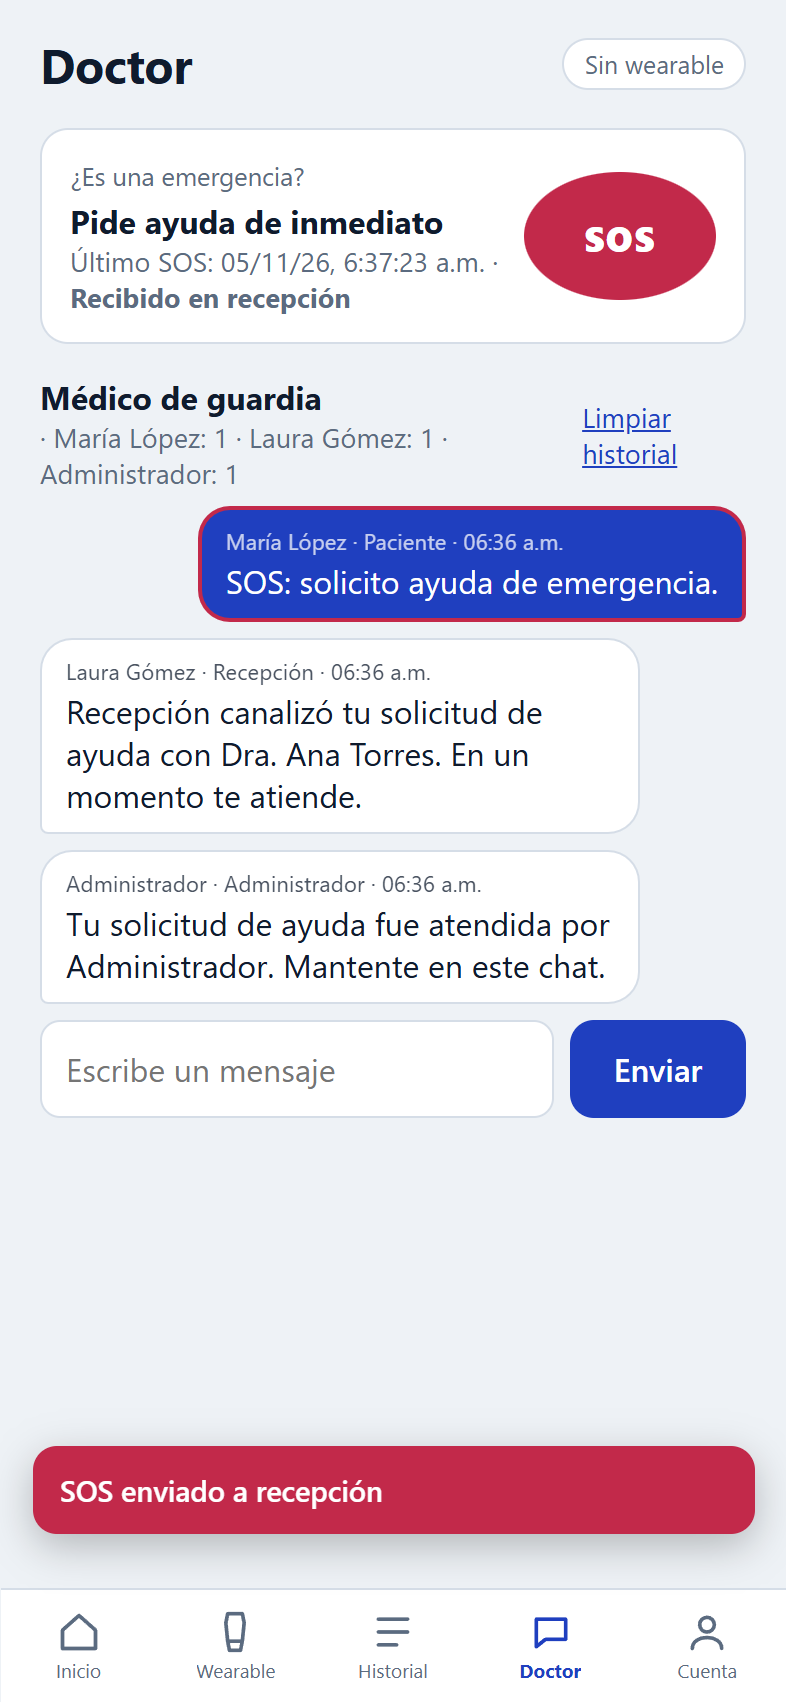 Doctor
Sin wearable
¿Es una emergencia?
Pide ayuda de inmediato
Último SOS: 05/11/26, 6:37:23 a.m. ·
Recibido en recepción
SOS
Médico de guardia
· María López: 1 · Laura Gómez: 1 ·
Administrador: 1
Limpiar
historial
María López · Paciente · 06:36 a.m.
SOS: solicito ayuda de emergencia.
Laura Gómez · Recepción · 06:36 a.m.
Recepción canalizó tu solicitud de
ayuda con Dra. Ana Torres. En un
momento te atiende.
Administrador · Administrador · 06:36 a.m.
Tu solicitud de ayuda fue atendida por
Administrador. Mantente en este chat.
Escribe un mensaje
Enviar
SOS enviado a recepción
Inicio
Wearable
Historial
Doctor
Cuenta